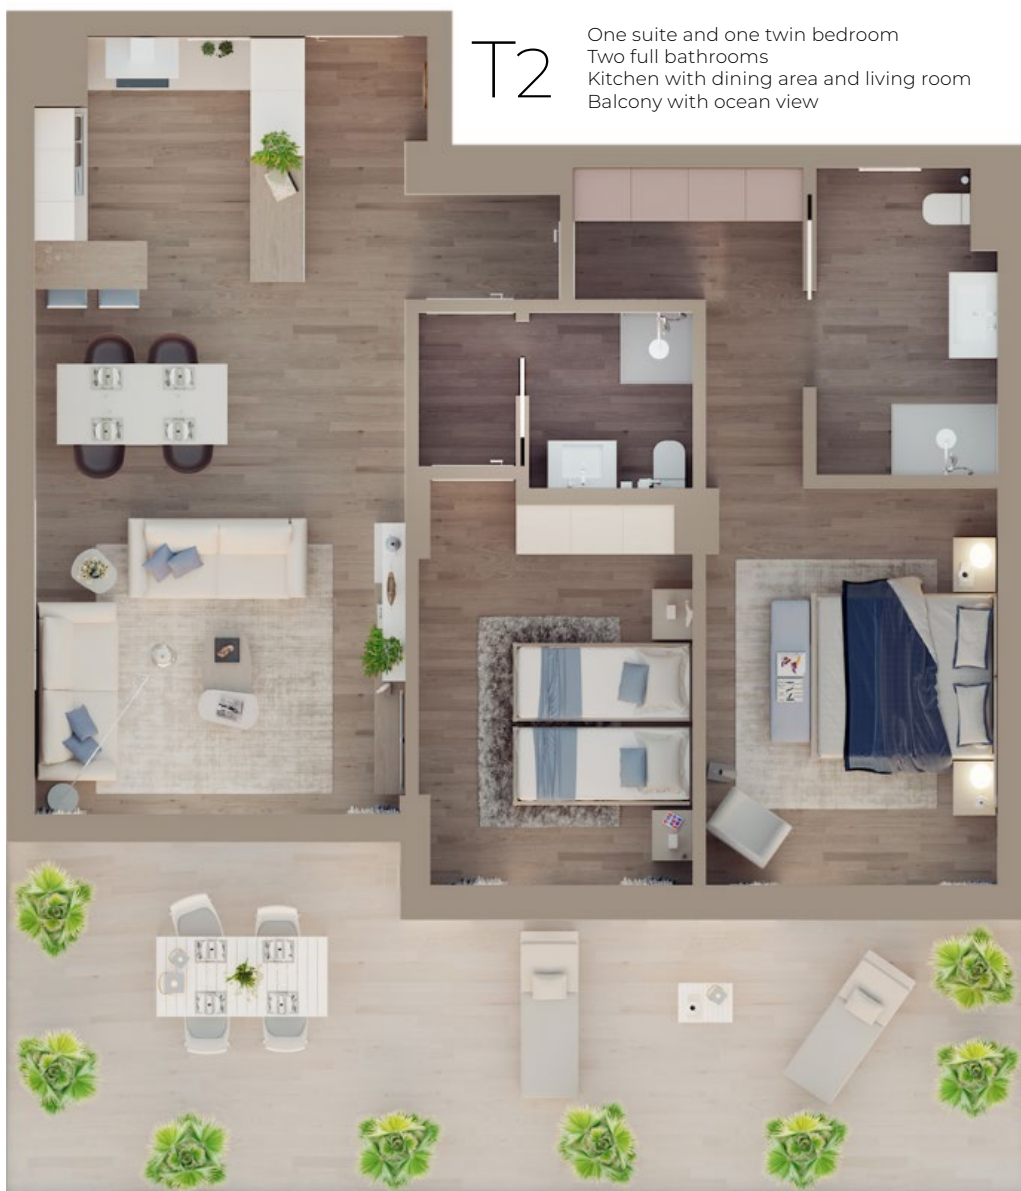 T2
One suite and one twin bedroom
Two full bathrooms
Kitchen with dining area and living room
Balcony with ocean view